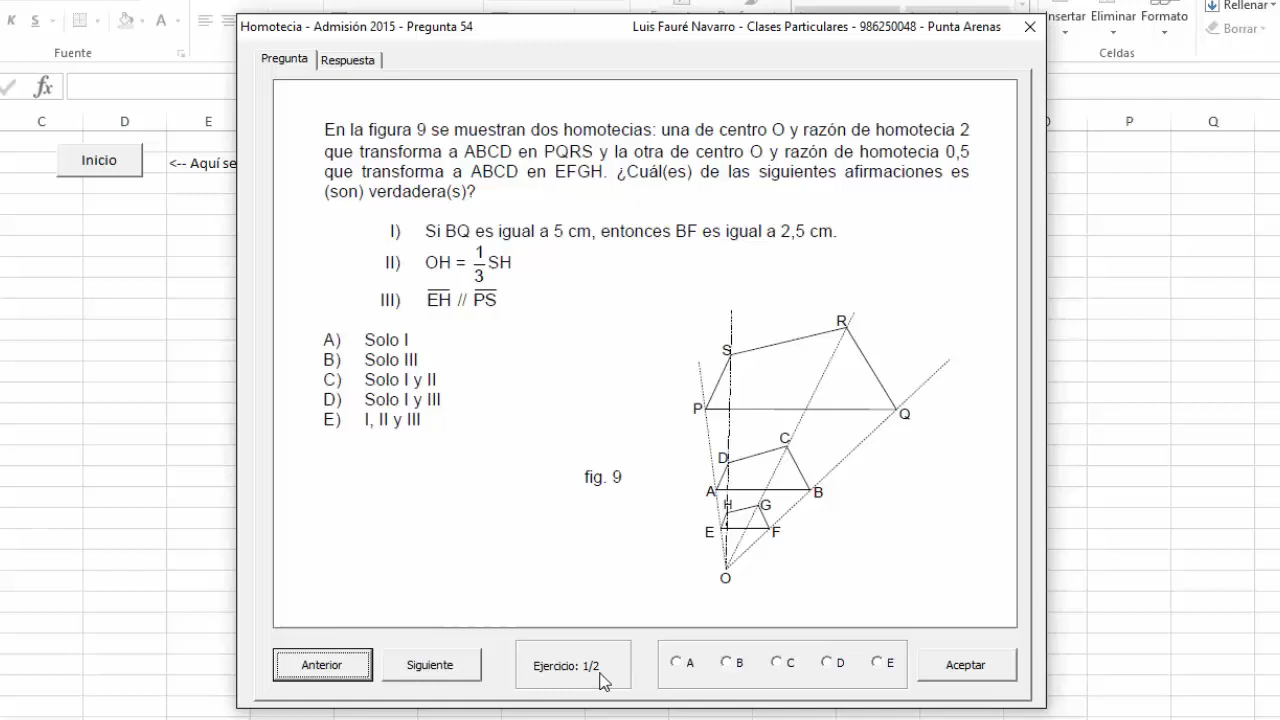 K S A
Fuente
Homotecia - Admisión 2015 - Pregunta 54
Luis Fauré Navarro - Clases Particulares - 986250048 - Punta Arenas
Insertar Eliminar Formato
Celdas
Rellenar
Borrar
fx
C D E
P Q
Inicio
<-- Aquí se
Pregunta Respuesta
En la figura 9 se muestran dos homotecias: una de centro O y razón de homotecia 2
que transforma a ABCD en PQRS y la otra de centro O y razón de homotecia 0,5
que transforma a ABCD en EFGH. ¿Cuál(es) de las siguientes afirmaciones es
(son) verdadera(s)?
I) Si BQ es igual a 5 cm, entonces BF es igual a 2,5 cm.
II) OH = 1/3 SH
III) EH // PS
A) Solo I
B) Solo III
C) Solo I y II
D) Solo I y III
E) I, II y III
R
S
P
Q
C
D
A
B
H
G
E
F
O
fig. 9
Anterior
Siguiente
Ejercicio: 1/2
A B C D E
Aceptar